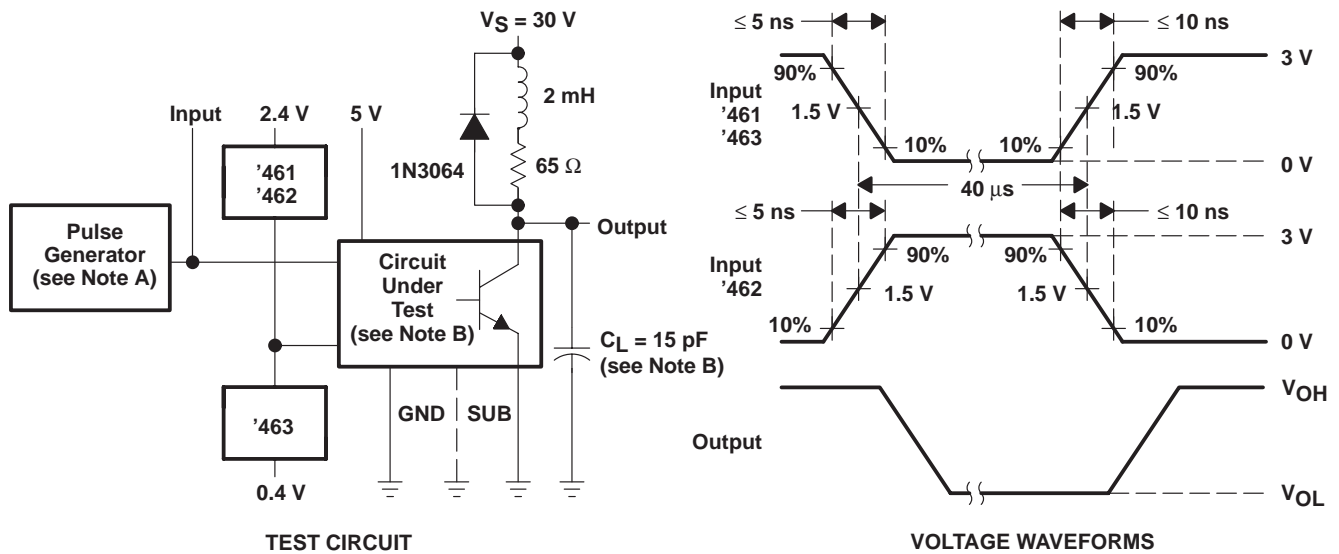 VS = 30 V
2 mH
65 Ω
1N3064
Input
2.4 V
5 V
’461
’462
Pulse
Generator
(see Note A)
Circuit
Under
Test
(see Note B)
Output
CL = 15 pF
(see Note B)
GND
SUB
’463
0.4 V
TEST CIRCUIT
≤ 5 ns
≤ 10 ns
3 V
90%
90%
Input
’461
’463
1.5 V
1.5 V
10%
10%
0 V
40 μs
≤ 5 ns
≤ 10 ns
3 V
90%
90%
Input
’462
1.5 V
1.5 V
10%
10%
0 V
VOH
Output
VOL
VOLTAGE WAVEFORMS